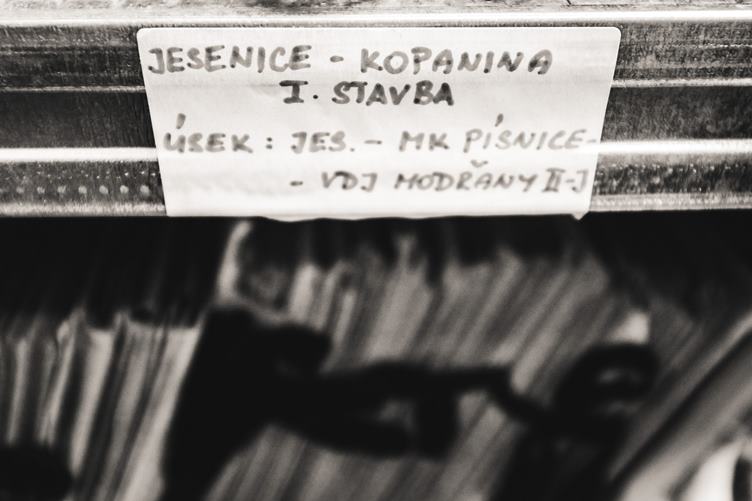 JESENICE - KOPANINA
I. STAVBA
ÚSEK: JES. - MK PÍSNICE-
- VDJ MODŘANY II-J